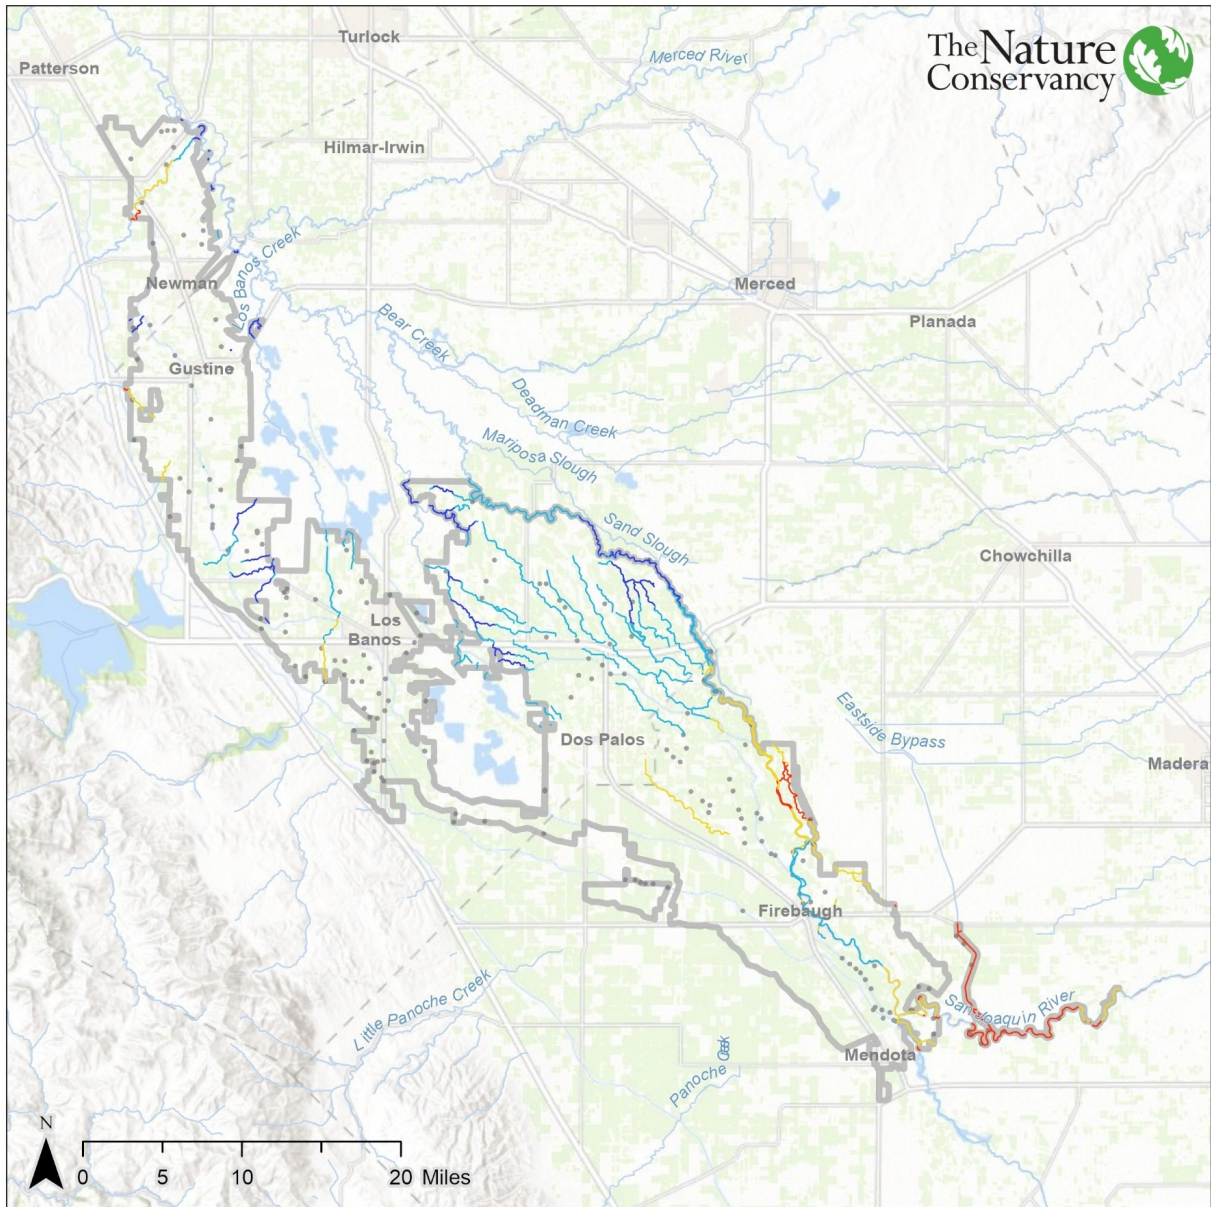 Turlock
The Nature
Conservancy
Merced River
Patterson
Hilmar-Irwin
Los Banos Creek
Newman
Merced
Bear Creek
Planada
Gustine
Deadman Creek
Mariposa Slough
Sand Slough
Chowchilla
Los
Banos
Eastside Bypass
Dos Palos
Madera
Firebaugh
San Joaquin River
Little Panoche Creek
Mendota
Panoche Creek
N
0 5 10 20 Miles